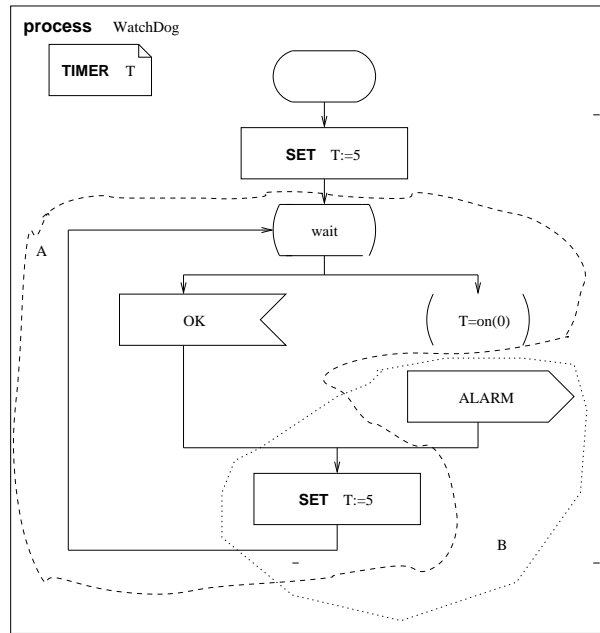 process WatchDog
TIMER T
SET T:=5
wait
A
OK
T=on(0)
ALARM
SET T:=5
B